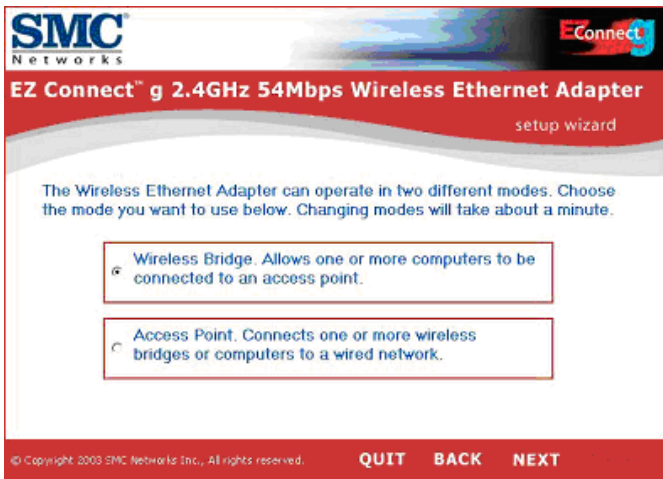 SMC®
Networks
EZConnect g
EZ Connect™ g 2.4GHz 54Mbps Wireless Ethernet Adapter
setup wizard
The Wireless Ethernet Adapter can operate in two different modes. Choose
the mode you want to use below. Changing modes will take about a minute.
Wireless Bridge. Allows one or more computers to be
connected to an access point.
Access Point. Connects one or more wireless
bridges or computers to a wired network.
© Copyright 2003 SMC Networks Inc., All rights reserved. QUIT BACK NEXT